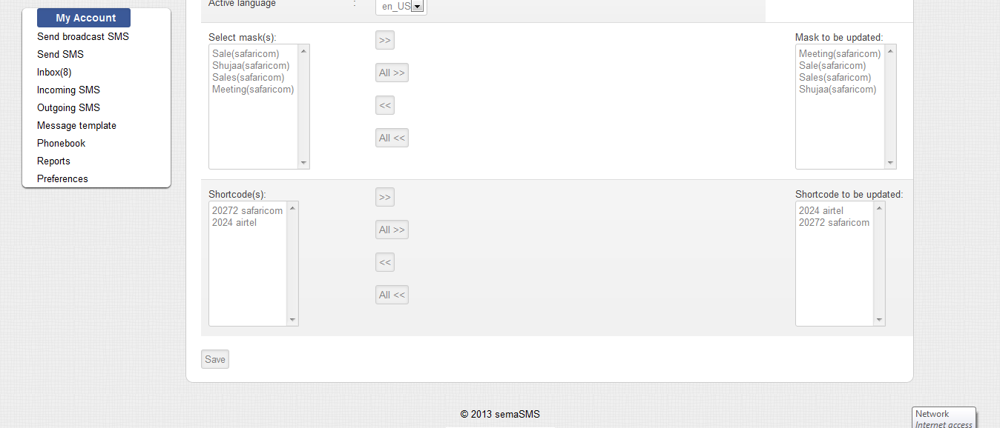 My Account
Send broadcast SMS
Send SMS
Inbox(8)
Incoming SMS
Outgoing SMS
Message template
Phonebook
Reports
Preferences
Active language : en_US
Select mask(s):
Sale(safaricom)
Shujaa(safaricom)
Sales(safaricom)
Meeting(safaricom)
>>
All >>
<<
All <<
Mask to be updated:
Meeting(safaricom)
Sale(safaricom)
Sales(safaricom)
Shujaa(safaricom)
Shortcode(s):
20272 safaricom
2024 airtel
>>
All >>
<<
All <<
Shortcode to be updated:
2024 airtel
20272 safaricom
Save
© 2013 semaSMS
Network
Internet access